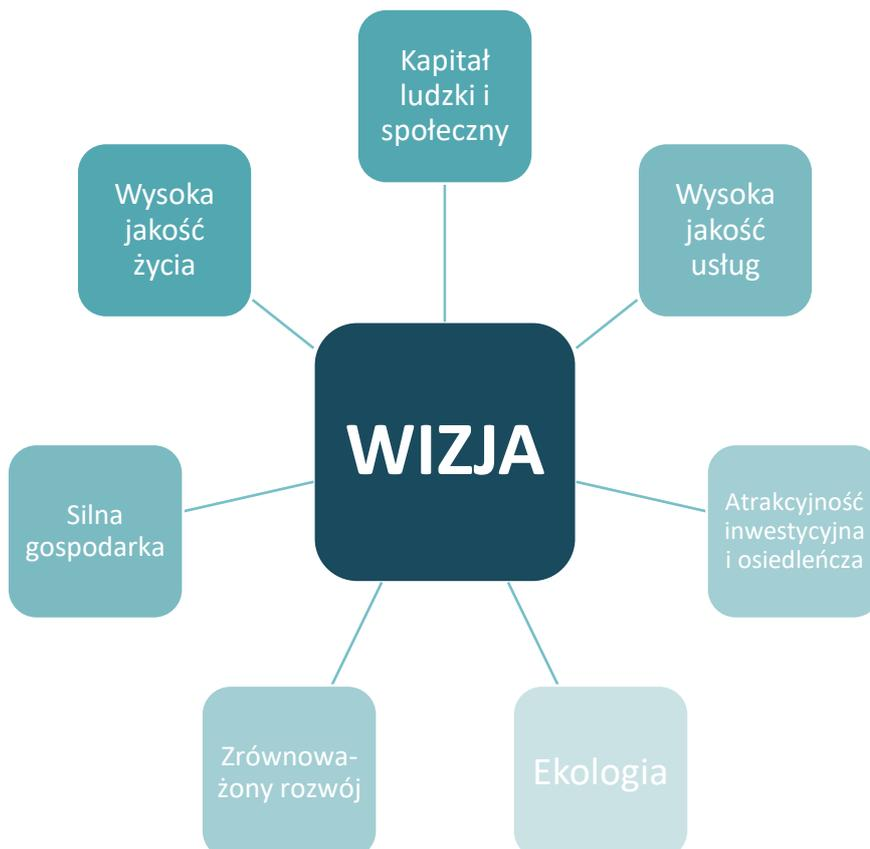 Kapitał
ludzki i
społeczny
Wysoka
jakość
życia
Wysoka
jakość
usług
WIZJA
Silna
gospodarka
Atrakcyjność
inwestycyjna
i osiedleńcza
Zrównowa-
żony rozwój
Ekologia